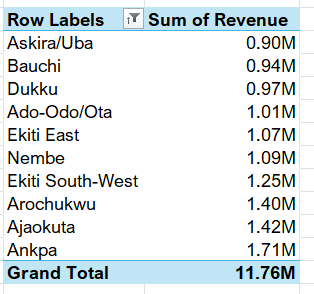 Row Labels Sum of Revenue
Askira/Uba 0.90M
Bauchi 0.94M
Dukku 0.97M
Ado-Odo/Ota 1.01M
Ekiti East 1.07M
Nembe 1.09M
Ekiti South-West 1.25M
Arochukwu 1.40M
Ajaokuta 1.42M
Ankpa 1.71M
Grand Total 11.76M